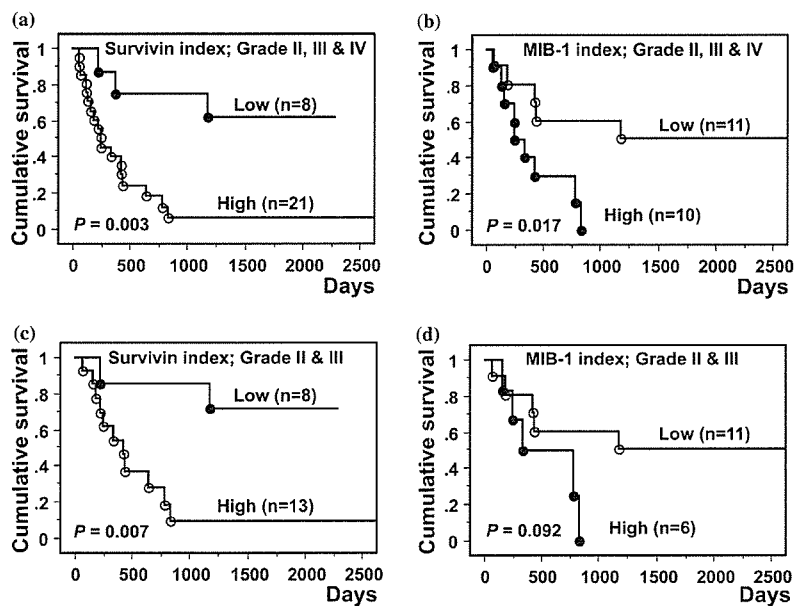 (a)
Survivin index; Grade II, III & IV
Cumulative survival
1
.8
.6
.4
.2
0
Low (n=8)
High (n=21)
P = 0.003
0 500 1000 1500 2000 2500
Days
(b)
MIB-1 index; Grade II, III & IV
Cumulative survival
1
.8
.6
.4
.2
0
Low (n=11)
High (n=10)
P = 0.017
0 500 1000 1500 2000 2500
Days
(c)
Survivin index; Grade II & III
Cumulative survival
1
.8
.6
.4
.2
0
Low (n=8)
High (n=13)
P = 0.007
0 500 1000 1500 2000 2500
Days
(d)
MIB-1 index; Grade II & III
Cumulative survival
1
.8
.6
.4
.2
0
Low (n=11)
High (n=6)
P = 0.092
0 500 1000 1500 2000 2500
Days